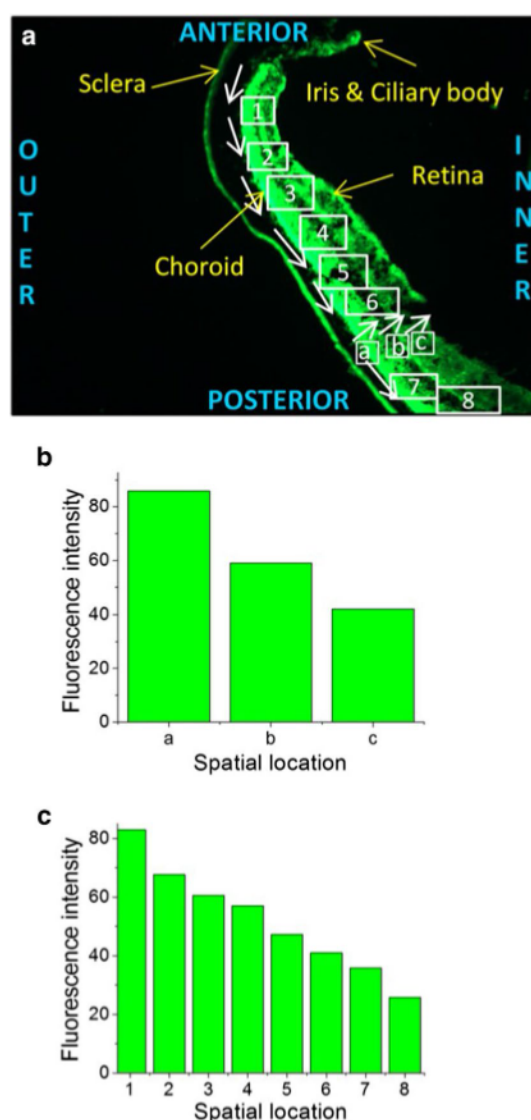 a
ANTERIOR
Sclera
Iris & Ciliary body
OUTER
INNER
1
2
3
Retina
4
Choroid
5
6
a b c
7
8
POSTERIOR
b
Fluorescence intensity
80
60
40
20
0
a b c
Spatial location
c
Fluorescence intensity
80
60
40
20
0
1 2 3 4 5 6 7 8
Spatial location